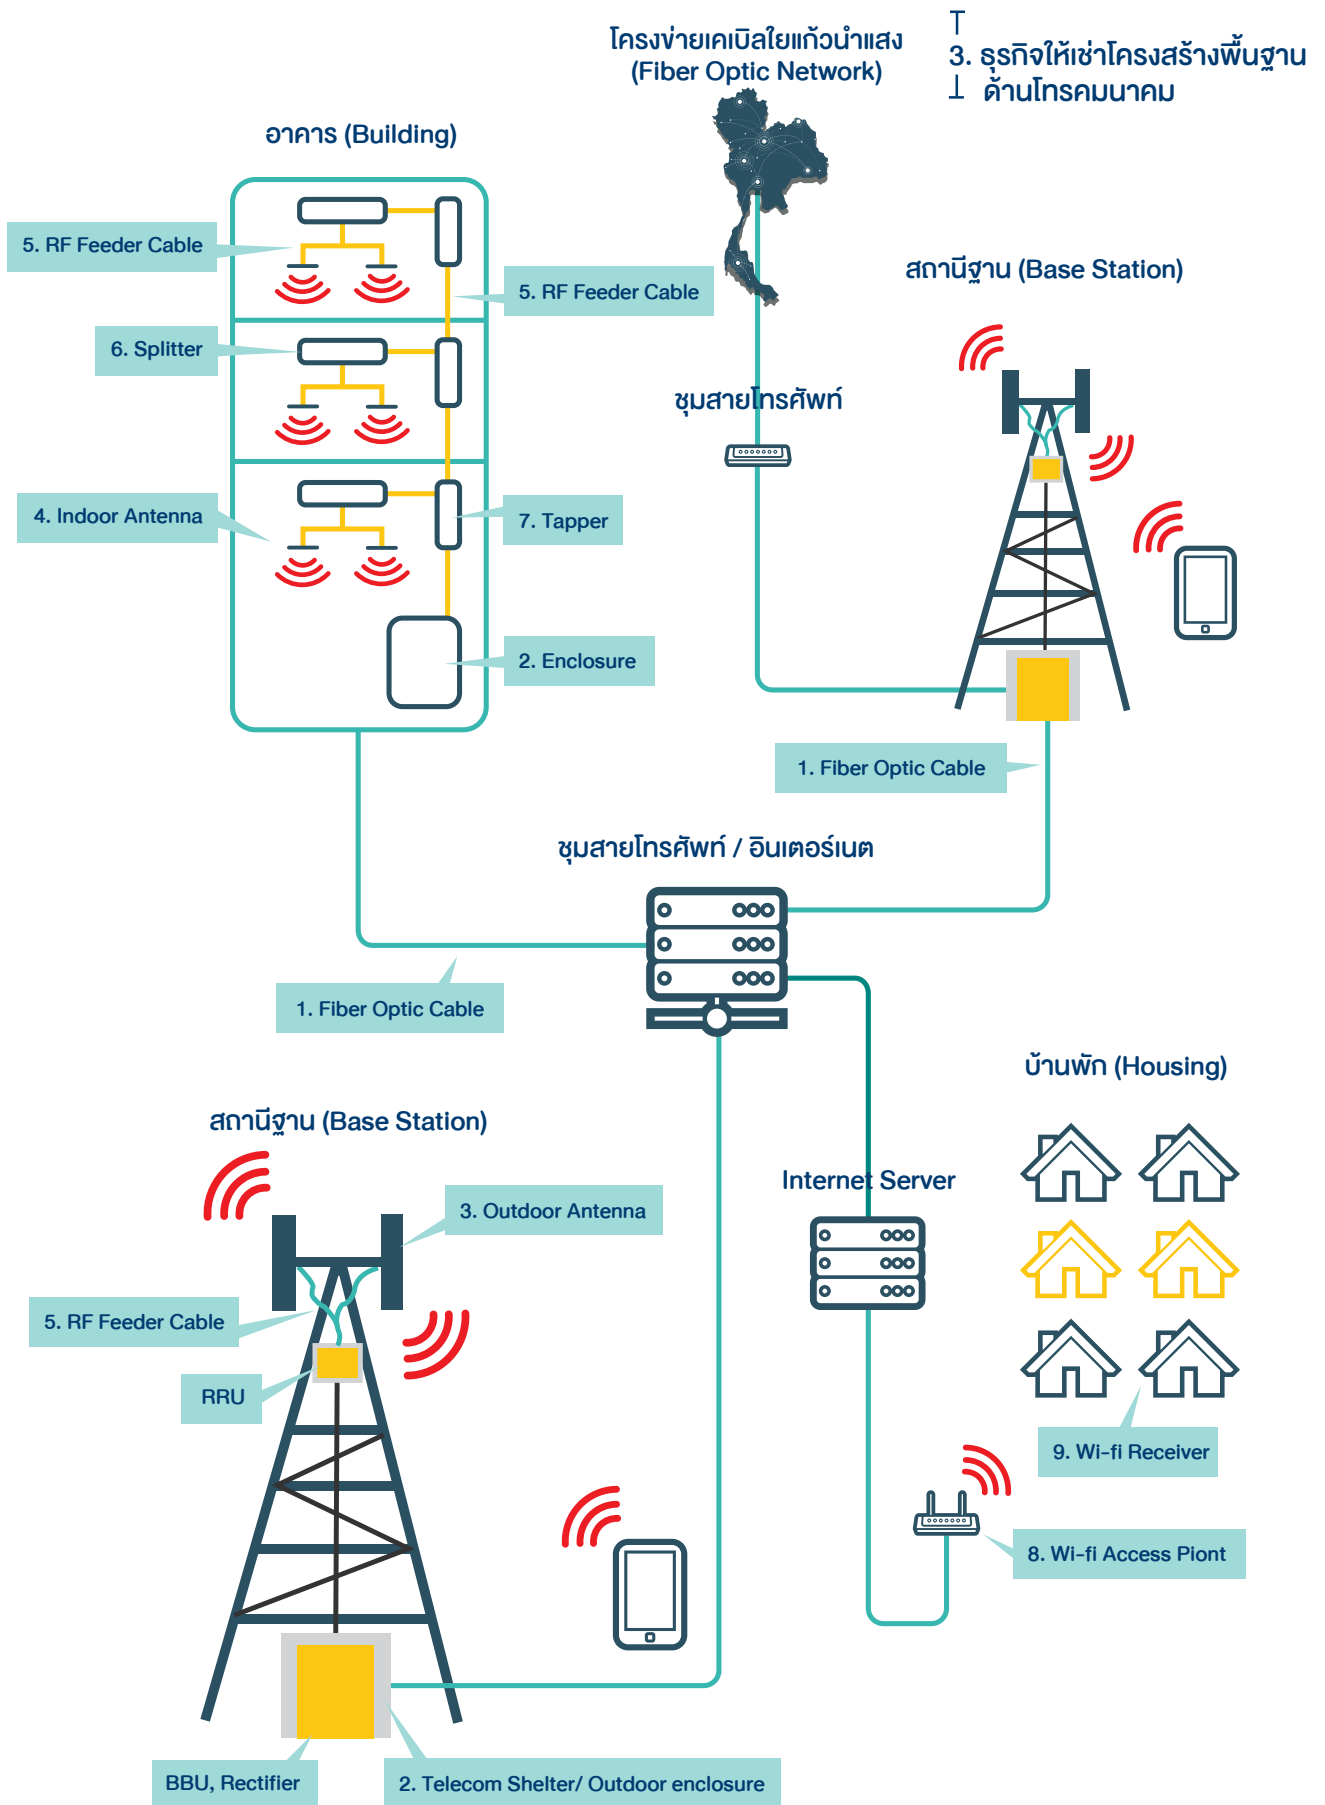 โครงข่ายเคเบิลใยแก้วนำแสง
(Fiber Optic Network)
3. ธุรกิจให้เช่าโครงสร้างพื้นฐาน
ด้านโทรคมนาคม
อาคาร (Building)
5. RF Feeder Cable
5. RF Feeder Cable
6. Splitter
4. Indoor Antenna
7. Tapper
2. Enclosure
สถานีฐาน (Base Station)
ชุมสายโทรศัพท์
1. Fiber Optic Cable
ชุมสายโทรศัพท์ / อินเตอร์เนต
1. Fiber Optic Cable
บ้านพัก (Housing)
สถานีฐาน (Base Station)
Internet Server
3. Outdoor Antenna
5. RF Feeder Cable
RRU
9. Wi-fi Receiver
8. Wi-fi Access Piont
BBU, Rectifier
2. Telecom Shelter/ Outdoor enclosure